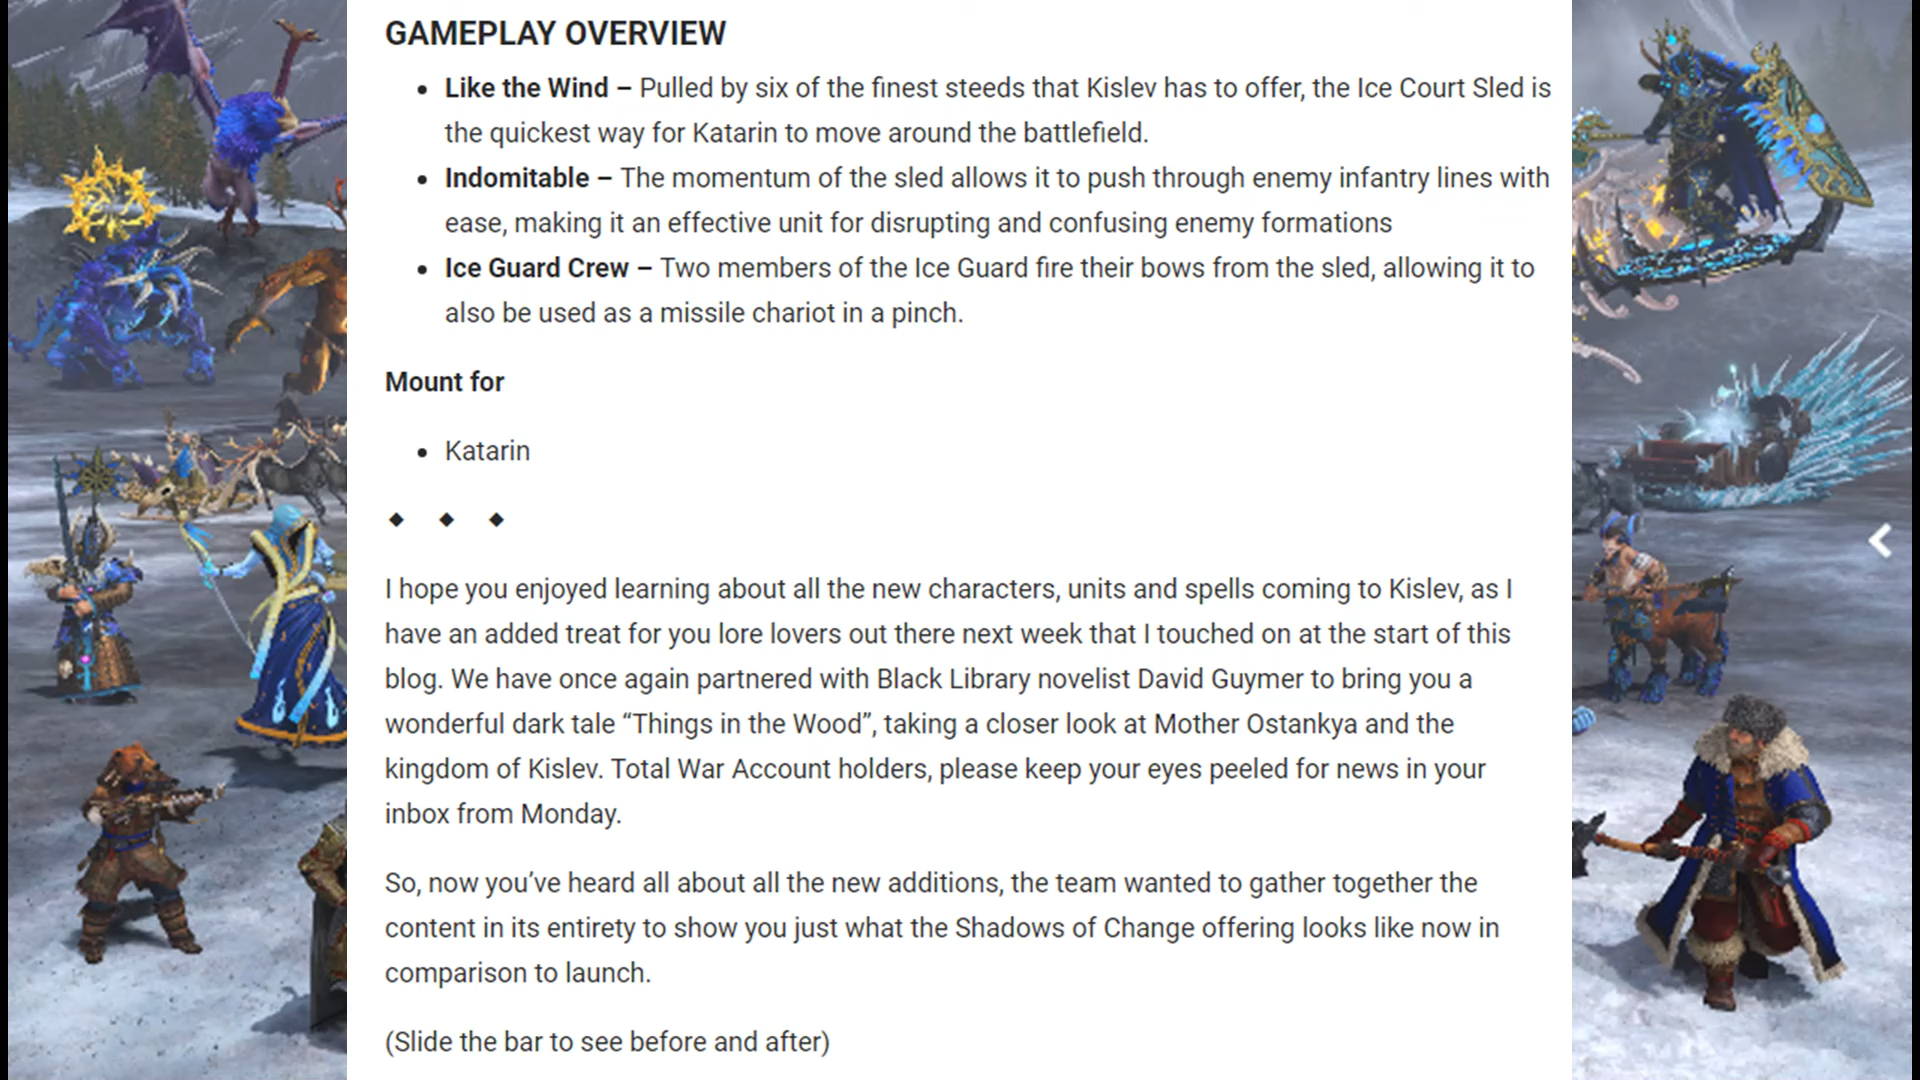 GAMEPLAY OVERVIEW
• Like the Wind – Pulled by six of the finest steeds that Kislev has to offer, the Ice Court Sled is
the quickest way for Katarin to move around the battlefield.
• Indomitable – The momentum of the sled allows it to push through enemy infantry lines with
ease, making it an effective unit for disrupting and confusing enemy formations
• Ice Guard Crew – Two members of the Ice Guard fire their bows from the sled, allowing it to
also be used as a missile chariot in a pinch.
Mount for
• Katarin
I hope you enjoyed learning about all the new characters, units and spells coming to Kislev, as I
have an added treat for you lore lovers out there next week that I touched on at the start of this
blog. We have once again partnered with Black Library novelist David Guymer to bring you a
wonderful dark tale “Things in the Wood”, taking a closer look at Mother Ostankya and the
kingdom of Kislev. Total War Account holders, please keep your eyes peeled for news in your
inbox from Monday.
So, now you’ve heard all about all the new additions, the team wanted to gather together the
content in its entirety to show you just what the Shadows of Change offering looks like now in
comparison to launch.
(Slide the bar to see before and after)